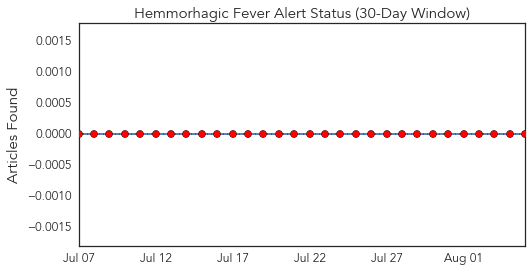 Hemmorhagic Fever Alert Status (30-Day Window)
Articles Found
0.0015
0.0010
0.0005
0.0000
−0.0005
−0.0010
−0.0015
Jul 07 Jul 12 Jul 17 Jul 22 Jul 27 Aug 01